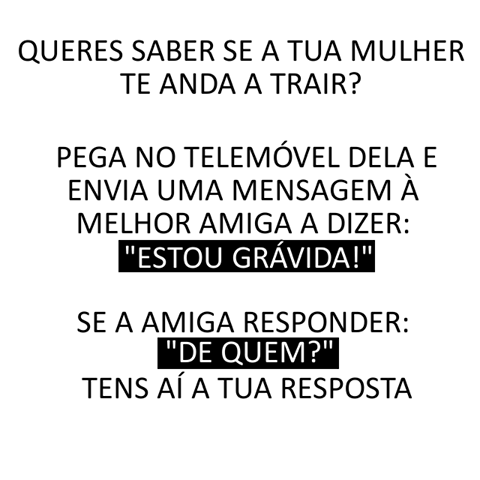 QUERES SABER SE A TUA MULHER
TE ANDA A TRAIR?
PEGA NO TELEMÓVEL DELA E
ENVIA UMA MENSAGEM À
MELHOR AMIGA A DIZER:
"ESTOU GRÁVIDA!"
SE A AMIGA RESPONDER:
"DE QUEM?"
TENS AÍ A TUA RESPOSTA